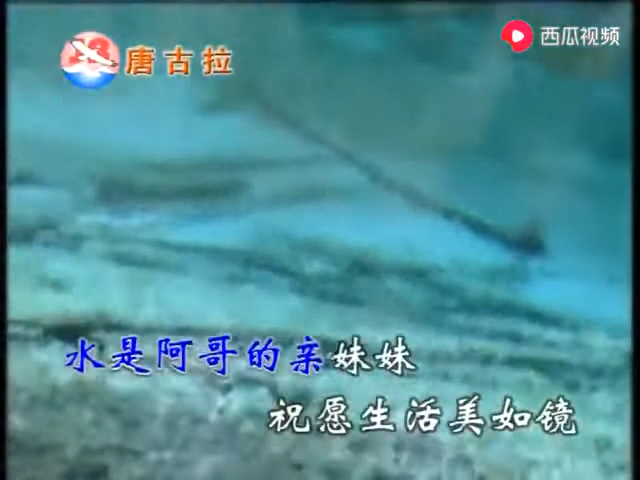 唐古拉
西瓜视频
水是阿哥的亲妹妹
祝愿生活美如镜